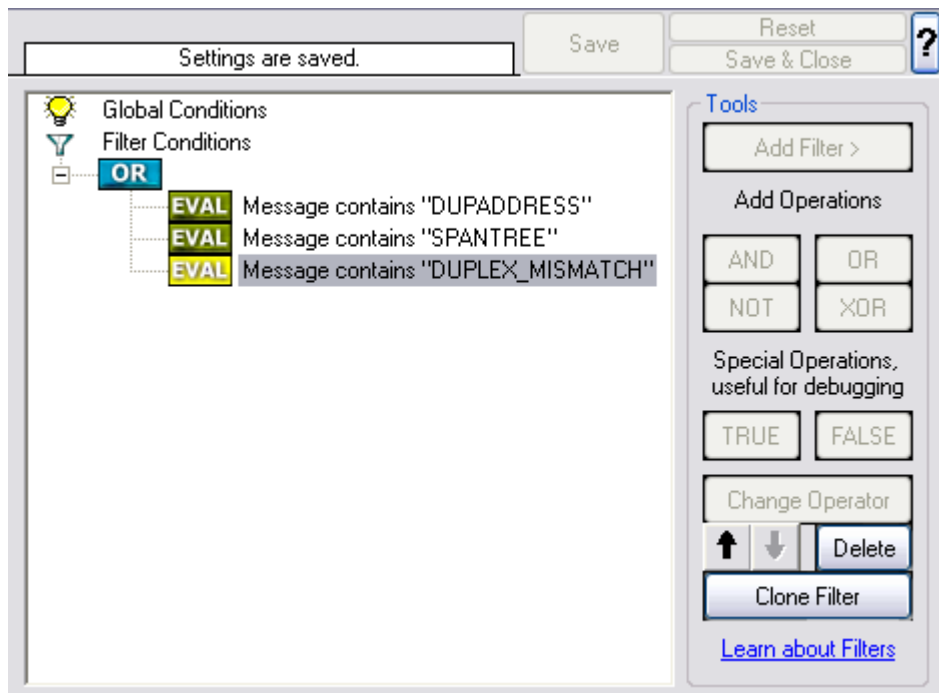 Settings are saved.
Save
Reset
Save & Close
?
Global Conditions
Filter Conditions
OR
EVAL Message contains "DUPADDRESS"
EVAL Message contains "SPANTREE"
EVAL Message contains "DUPLEX_MISMATCH"
Tools
Add Filter >
Add Operations
AND OR
NOT XOR
Special Operations,
useful for debugging
TRUE FALSE
Change Operator
Delete
Clone Filter
Learn about Filters